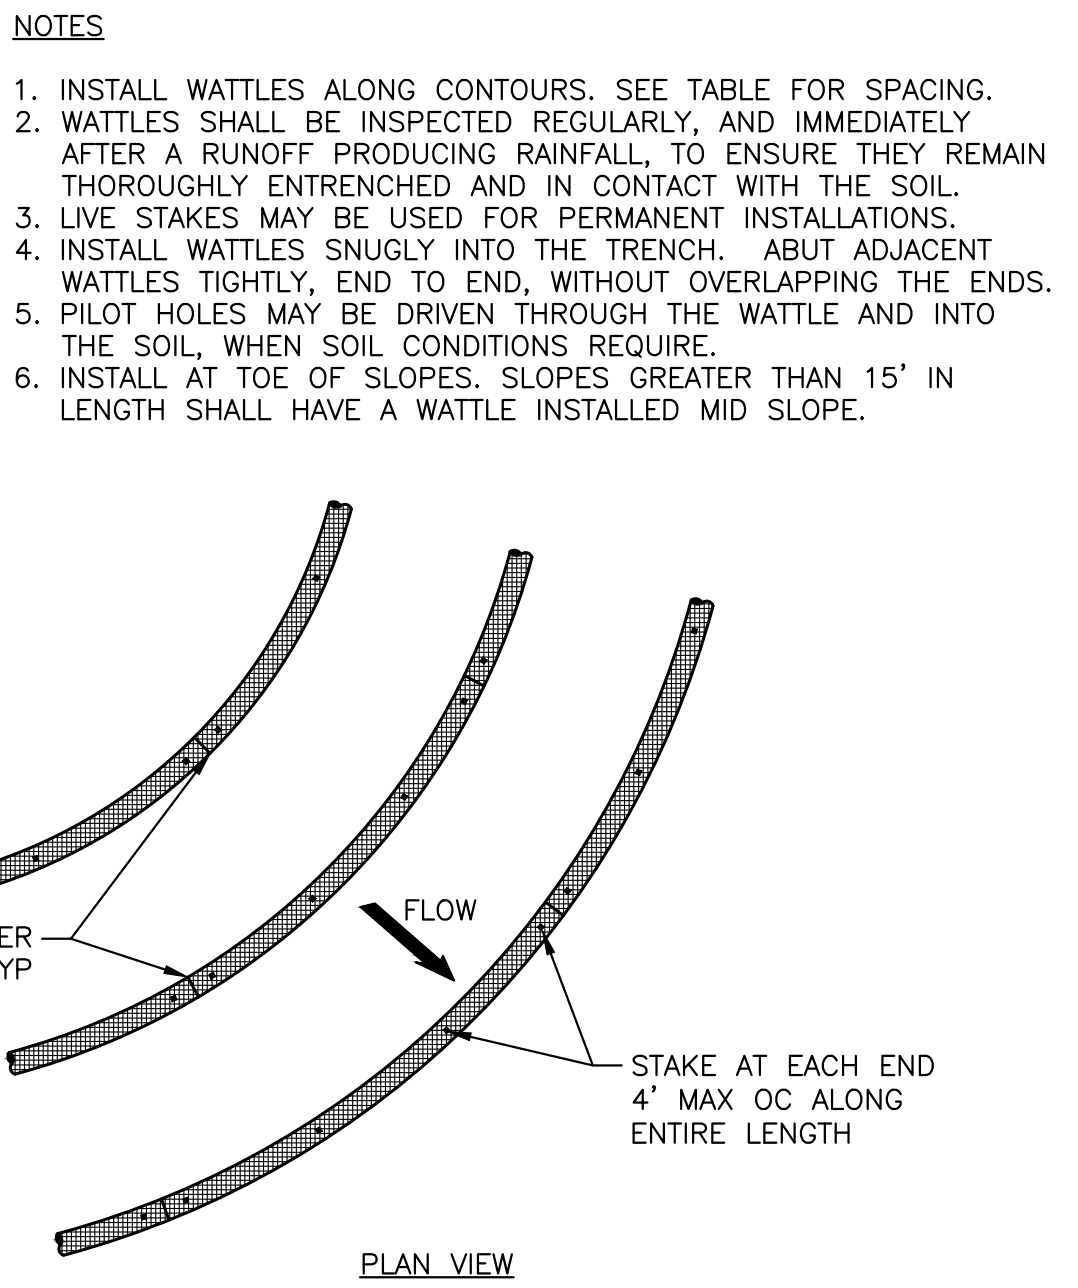 NOTES
1. INSTALL WATTLES ALONG CONTOURS. SEE TABLE FOR SPACING.
2. WATTLES SHALL BE INSPECTED REGULARLY, AND IMMEDIATELY
AFTER A RUNOFF PRODUCING RAINFALL, TO ENSURE THEY REMAIN
THOROUGHLY ENTRENCHED AND IN CONTACT WITH THE SOIL.
3. LIVE STAKES MAY BE USED FOR PERMANENT INSTALLATIONS.
4. INSTALL WATTLES SNUGLY INTO THE TRENCH. ABUT ADJACENT
WATTLES TIGHTLY, END TO END, WITHOUT OVERLAPPING THE ENDS.
5. PILOT HOLES MAY BE DRIVEN THROUGH THE WATTLE AND INTO
THE SOIL, WHEN SOIL CONDITIONS REQUIRE.
6. INSTALL AT TOE OF SLOPES. SLOPES GREATER THAN 15' IN
LENGTH SHALL HAVE A WATTLE INSTALLED MID SLOPE.
FLOW
ER
YP
STAKE AT EACH END
4' MAX OC ALONG
ENTIRE LENGTH
PLAN VIEW